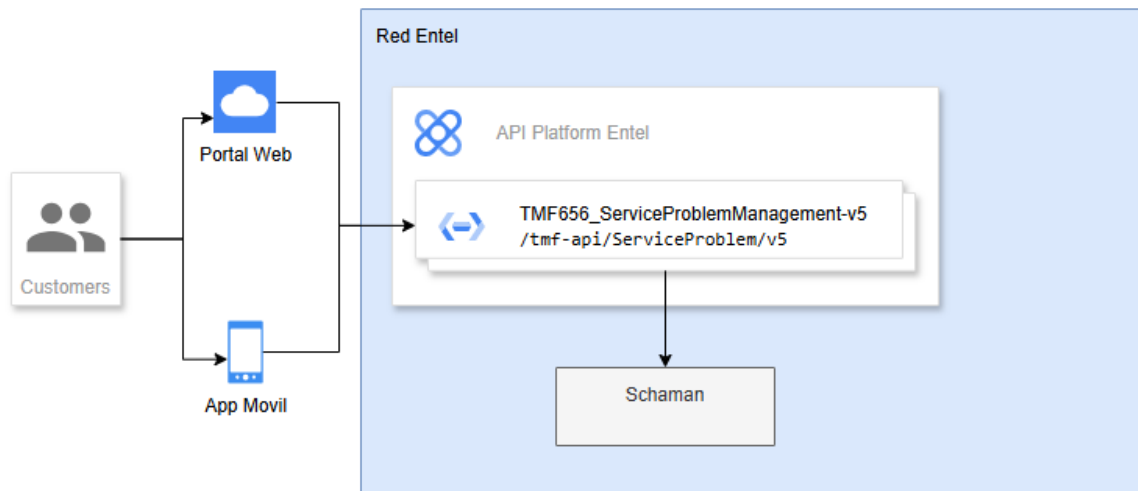 Red Entel
API Platform Entel
Portal Web
TMF656_ServiceProblemManagement-v5
/tmf-api/ServiceProblem/v5
Customers
App Movil
Schaman